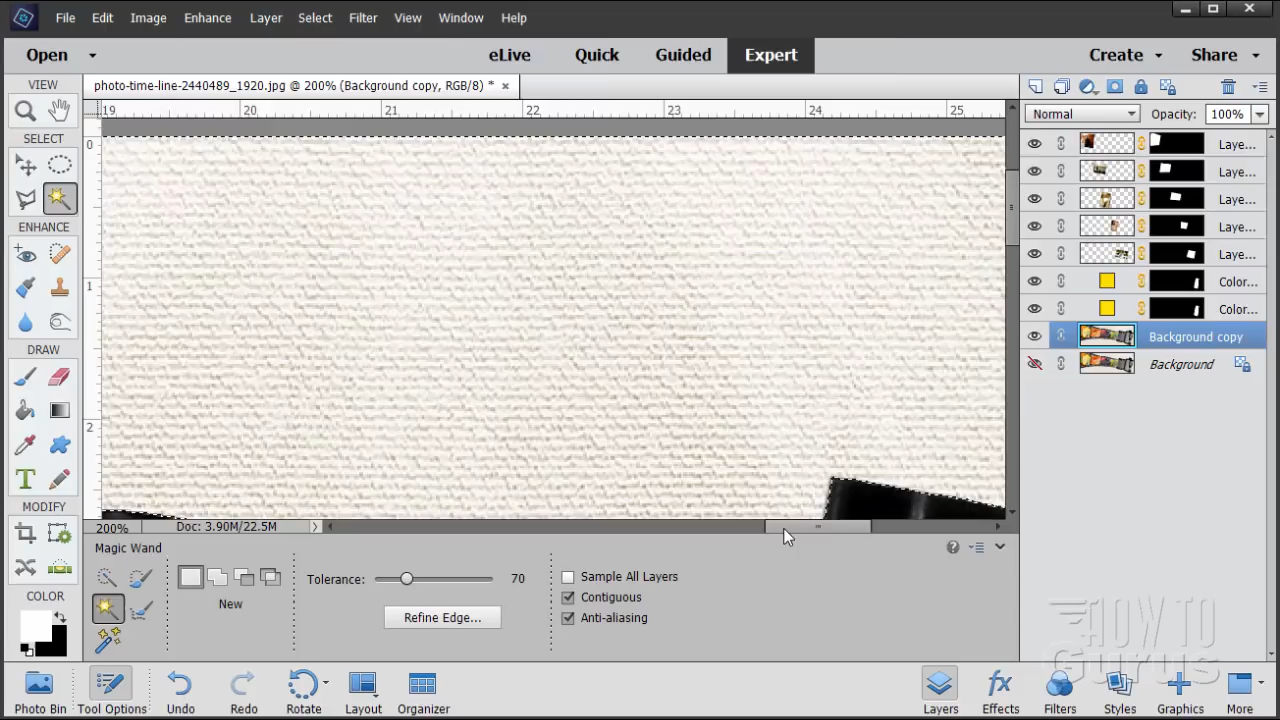 File Edit Image Enhance Layer Select Filter View Window Help
Open eLive Quick Guided Expert Create Share
VIEW
photo-time-line-2440489_1920.jpg @ 200% (Background copy, RGB/8) *
Normal Opacity: 100%
19 20 21 22 23 24 25
0
1
2
SELECT
ENHANCE
DRAW
MODIFY
COLOR
Laye...
Laye...
Laye...
Laye...
Laye...
Color...
Color...
Background copy
Background
200% Doc: 3.90M/22.5M
Magic Wand
New
Tolerance: 70
Refine Edge...
Sample All Layers
Contiguous
Anti-aliasing
HOW TO
Gurus
Photo Bin Tool Options Undo Redo Rotate Layout Organizer Layers Effects Filters Styles Graphics More